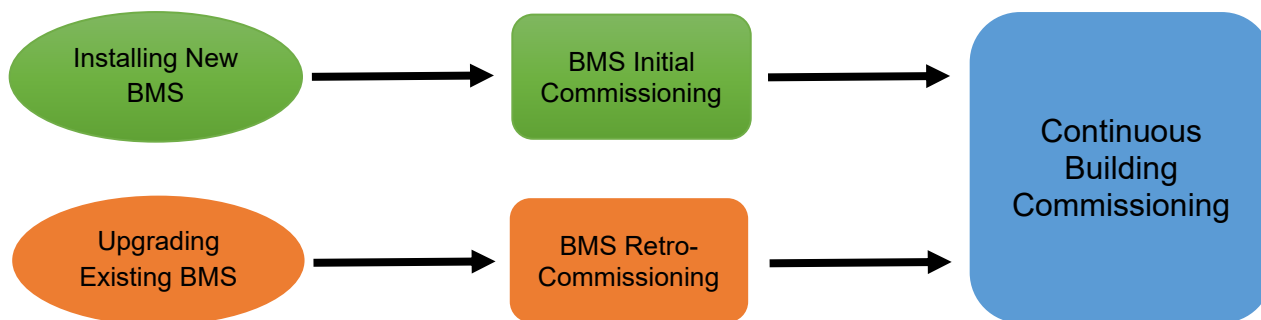 Installing New
BMS
BMS Initial
Commissioning
Continuous
Building
Commissioning
Upgrading
Existing BMS
BMS Retro-
Commissioning